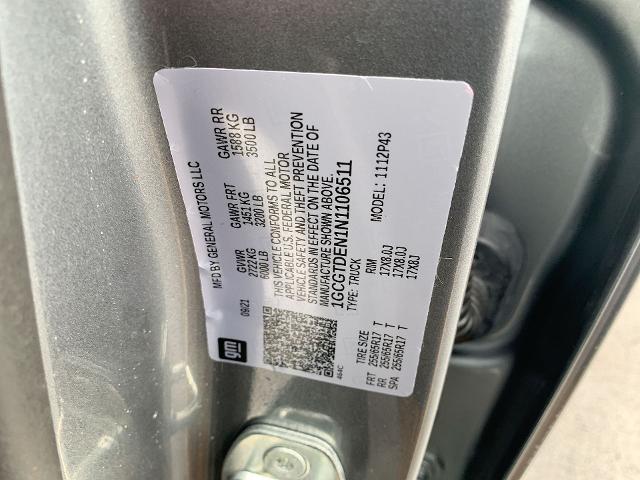 MFD BY GENERAL MOTORS LLC
09/21 GVWR GAWR FRT GAWR RR
2722 KG 1451 KG 1588 KG
6000 LB 3200 LB 3500 LB
THIS VEHICLE CONFORMS TO ALL
APPLICABLE U.S. FEDERAL MOTOR
VEHICLE SAFETY AND THEFT PREVENTION
STANDARDS IN EFFECT ON THE DATE OF
MANUFACTURE SHOWN ABOVE.
1GCGTDEN1N1106511
TYPE: TRUCK MODEL: 1112P43
gm
464C
TIRE SIZE RIM
FRT 255/65R17 T 17X8.0J
RR 255/65R17 T 17X8.0J
SPA 255/65R17 T 17X8J